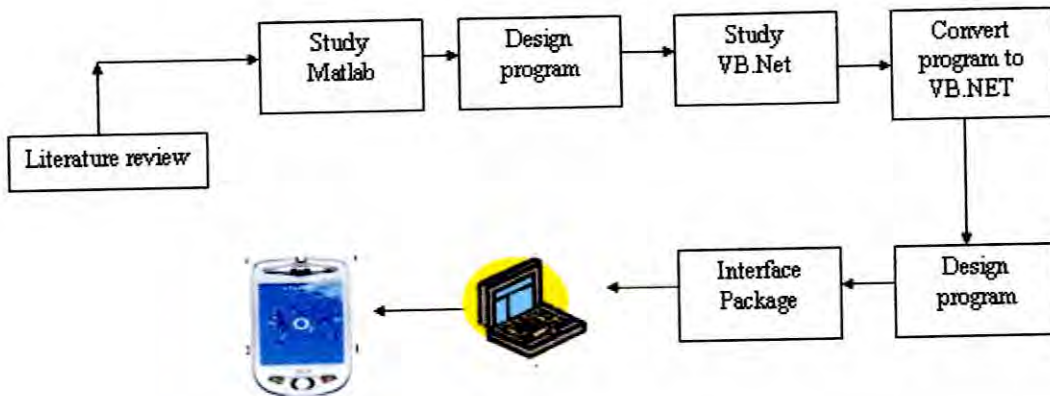 Literature review
Study
Matlab
Design
program
Study
VB.Net
Convert
program to
VB.NET
Design
program
Interface
Package